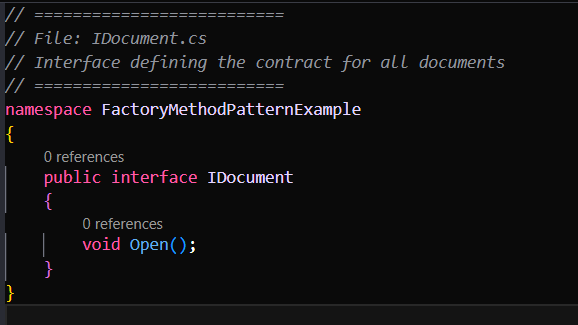 // ==========================
// File: IDocument.cs
// Interface defining the contract for all documents
// ==========================
namespace FactoryMethodPatternExample
{
0 references
public interface IDocument
{
0 references
void Open();
}
}